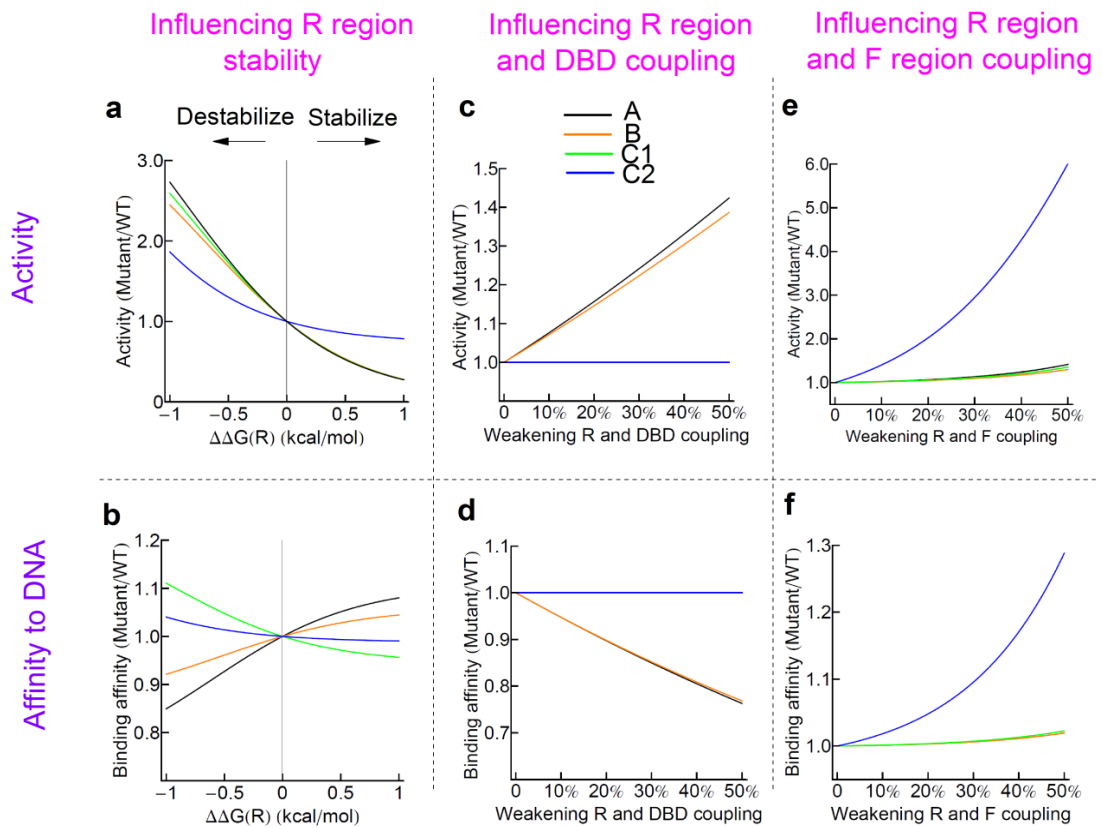 Influencing R region
stability
Influencing R region
and DBD coupling
Influencing R region
and F region coupling
Activity
Affinity to DNA
a
Destabilize Stabilize
3.0
2.0
1.0
0
Activity (Mutant/WT)
−1 −0.5 0 0.5 1
ΔΔG(R) (kcal/mol)
c
A
B
C1
C2
1.5
1.4
1.3
1.2
1.1
1.0
Activity (Mutant/WT)
0 10% 20% 30% 40% 50%
Weakening R and DBD coupling
e
6.0
5.0
4.0
3.0
2.0
1.0
Activity (Mutant/WT)
0 10% 20% 30% 40% 50%
Weakening R and F coupling
b
1.2
1.1
1.0
0.9
0.8
Binding affinity (Mutant/WT)
−1 −0.5 0 0.5 1
ΔΔG(R) (kcal/mol)
d
1.1
1.0
0.9
0.8
0.7
Binding affinity (Mutant/WT)
0 10% 20% 30% 40% 50%
Weakening R and DBD coupling
f
1.3
1.2
1.1
1.0
Binding affinity (Mutant/WT)
0 10% 20% 30% 40% 50%
Weakening R and F coupling